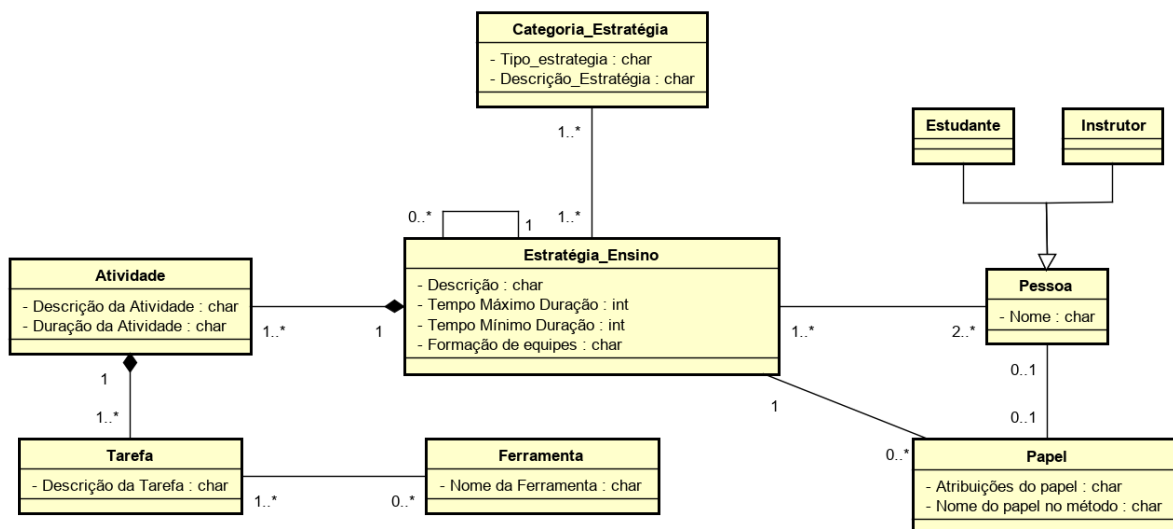 Categoria_Estratégia
- Tipo_estrategia : char
- Descrição_Estratégia : char
1..*
1..*
Estudante
Instrutor
0..*
1
Estratégia_Ensino
- Descrição : char
- Tempo Máximo Duração : int
- Tempo Mínimo Duração : int
- Formação de equipes : char
Atividade
- Descrição da Atividade : char
- Duração da Atividade : char
1..*
1
Pessoa
- Nome : char
1..*
2..*
1
1..*
0..1
0..1
1
0..*
Tarefa
- Descrição da Tarefa : char
1..*
0..*
Ferramenta
- Nome da Ferramenta : char
Papel
- Atribuições do papel : char
- Nome do papel no método : char